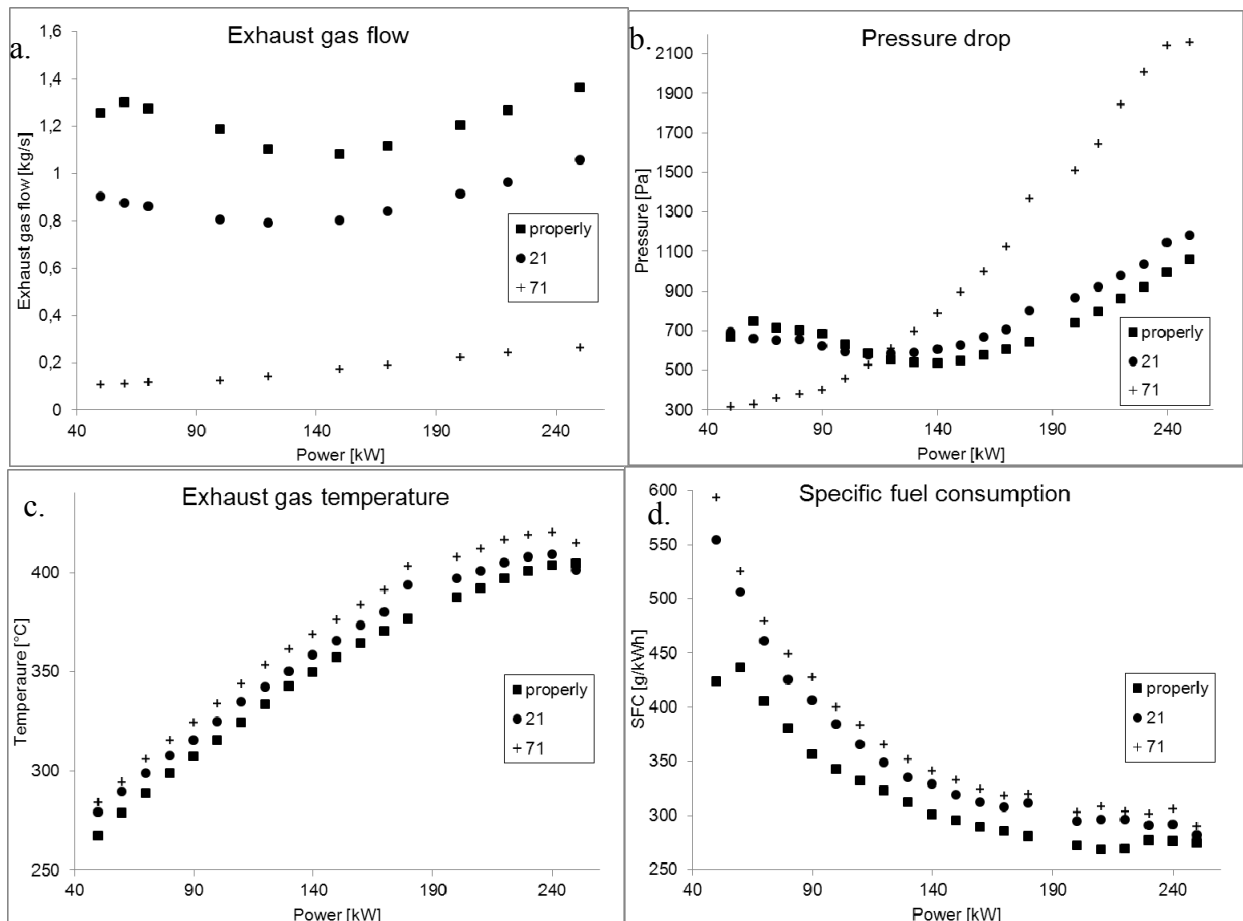 a.
Exhaust gas flow
Exhaust gas flow [kg/s]
1,6
1,4
1,2
1
0,8
0,6
0,4
0,2
0
40 90 140 190 240
Power [kW]
properly
21
71
b.
Pressure drop
Pressure [Pa]
2100
1900
1700
1500
1300
1100
900
700
500
300
40 90 140 190 240
Power [kW]
properly
21
71
c.
Exhaust gas temperature
Temperaure [°C]
400
350
300
250
40 90 140 190 240
Power [kW]
properly
21
71
d.
Specific fuel consumption
SFC [g/kWh]
600
550
500
450
400
350
300
250
40 90 140 190 240
Power [kW]
properly
21
71